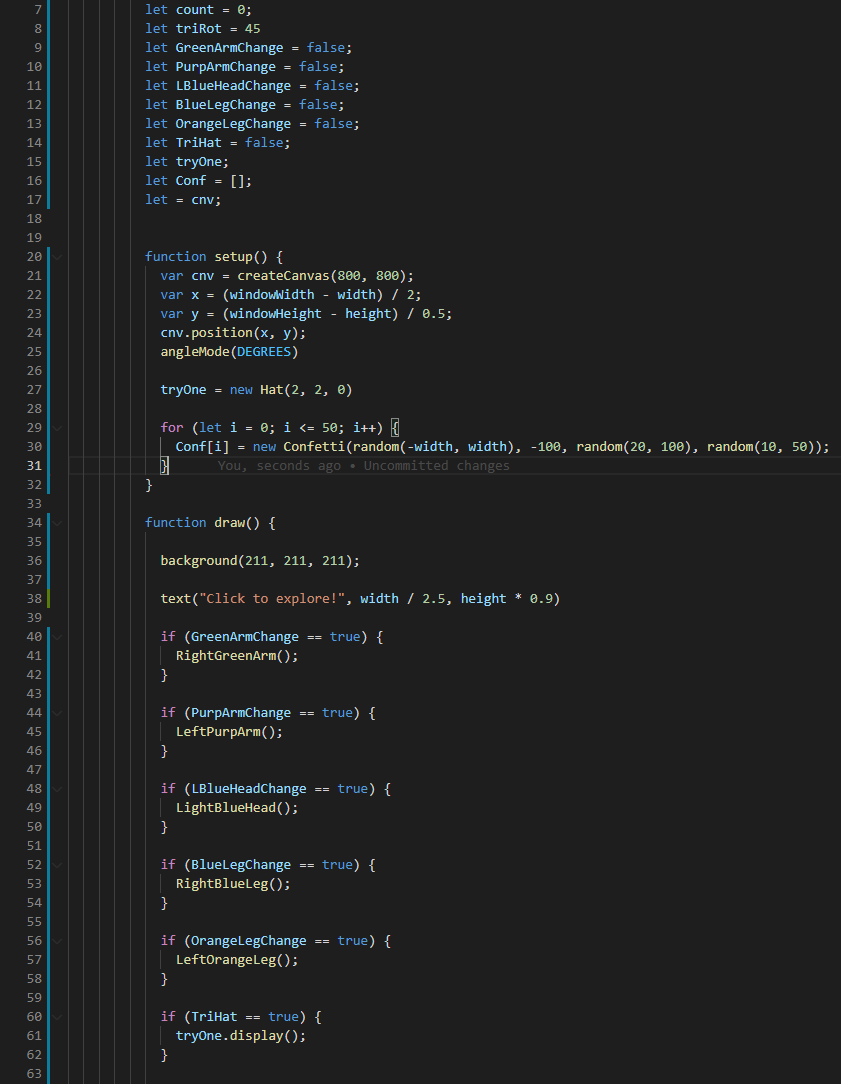 7 let count = 0;
8 let triRot = 45
9 let GreenArmChange = false;
10 let PurpArmChange = false;
11 let LBlueHeadChange = false;
12 let BlueLegChange = false;
13 let OrangeLegChange = false;
14 let TriHat = false;
15 let tryOne;
16 let Conf = [];
17 let = cnv;
18
19
20 function setup() {
21 var cnv = createCanvas(800, 800);
22 var x = (windowWidth - width) / 2;
23 var y = (windowHeight - height) / 0.5;
24 cnv.position(x, y);
25 angleMode(DEGREES)
26
27 tryOne = new Hat(2, 2, 0)
28
29 for (let i = 0; i <= 50; i++) {
30 Conf[i] = new Confetti(random(-width, width), -100, random(20, 100), random(10, 50));
31 } You, seconds ago • Uncommitted changes
32 }
33
34 function draw() {
35
36 background(211, 211, 211);
37
38 text("Click to explore!", width / 2.5, height * 0.9)
39
40 if (GreenArmChange == true) {
41 RightGreenArm();
42 }
43
44 if (PurpArmChange == true) {
45 LeftPurpArm();
46 }
47
48 if (LBlueHeadChange == true) {
49 LightBlueHead();
50 }
51
52 if (BlueLegChange == true) {
53 RightBlueLeg();
54 }
55
56 if (OrangeLegChange == true) {
57 LeftOrangeLeg();
58 }
59
60 if (TriHat == true) {
61 tryOne.display();
62 }
63